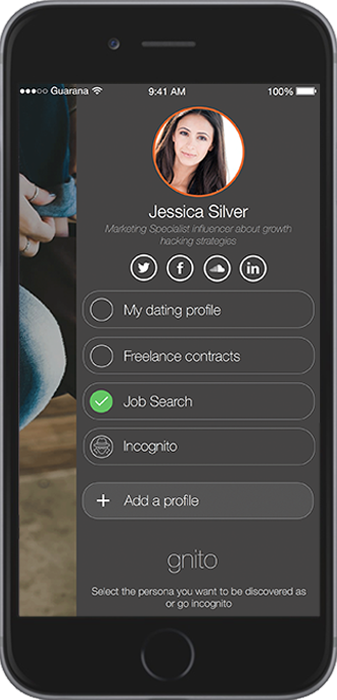 Guarana 9:41 AM 100%
Jessica Silver
Marketing Specialist influencer about growth
hacking strategies
My dating profile
Freelance contracts
Job Search
Incognito
+ Add a profile
gnito
Select the persona you want to be discovered as
or go incognito